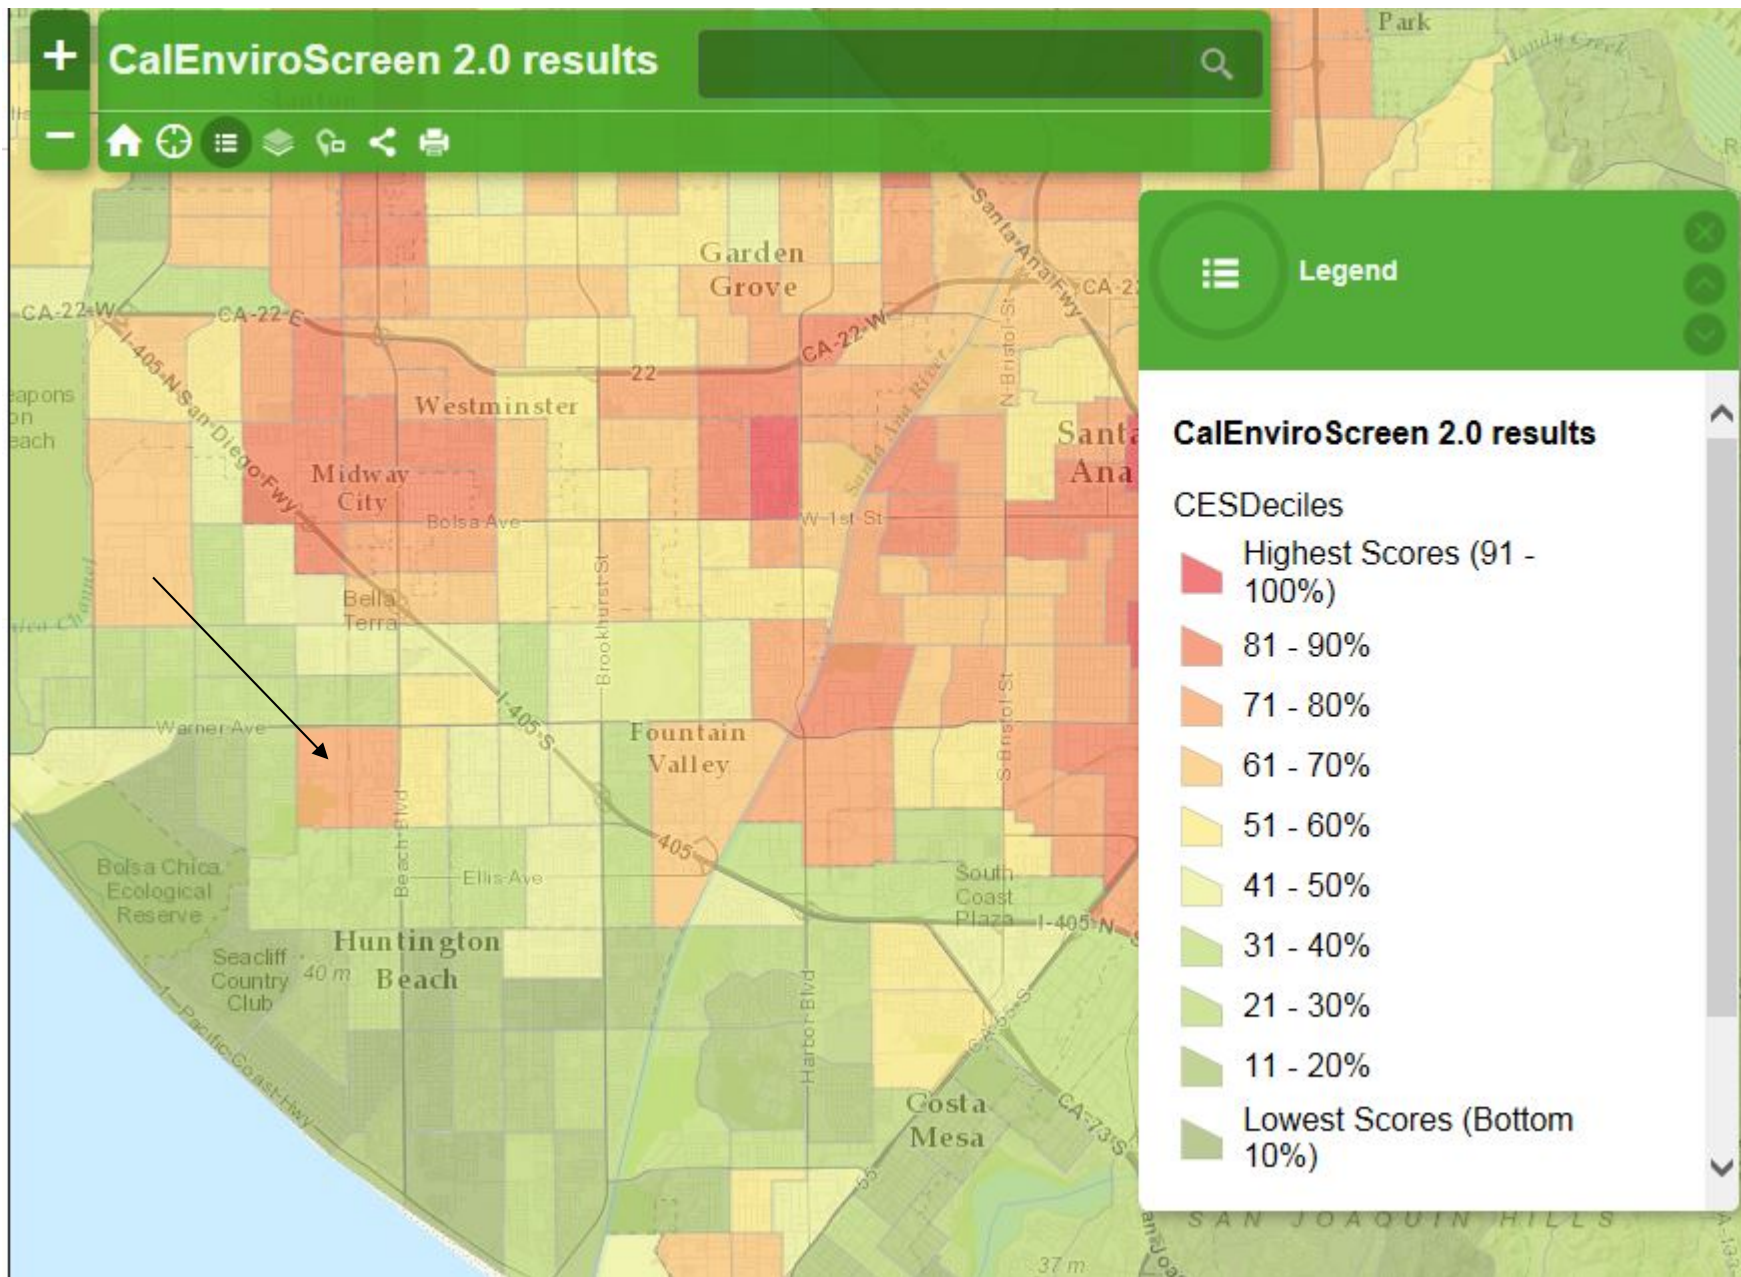 CalEnviroScreen 2.0 results
Park
Handy Creek
Stanton
Garden
Grove
Santa Ana Fwy
CA-22-W
CA-22 E
CA-22-W
N Bristol St
I-405-N San Diego Fwy
22
Westminster
Santa Ana River
Midway
City
Bolsa Ave
W 1st St
Brookhurst St
Bella
Terra
Warner Ave
I-405-S
Fountain
Valley
S Bristol St
Beach Blvd
405
Ellis Ave
Bolsa Chica
Ecological
Reserve
South
Coast
Plaza
I-405-N
Huntington
Beach
Seacliff
Country
Club
40 m
Harbor Blvd
1-Pacific Coast Hwy
CA-55 S
Costa
Mesa
CA-73 S
55
37 m
SAN JOAQUIN HILLS
Channel
Ana
Legend
CalEnviroScreen 2.0 results
CESDeciles
Highest Scores (91 -
100%)
81 - 90%
71 - 80%
61 - 70%
51 - 60%
41 - 50%
31 - 40%
21 - 30%
11 - 20%
Lowest Scores (Bottom
10%)